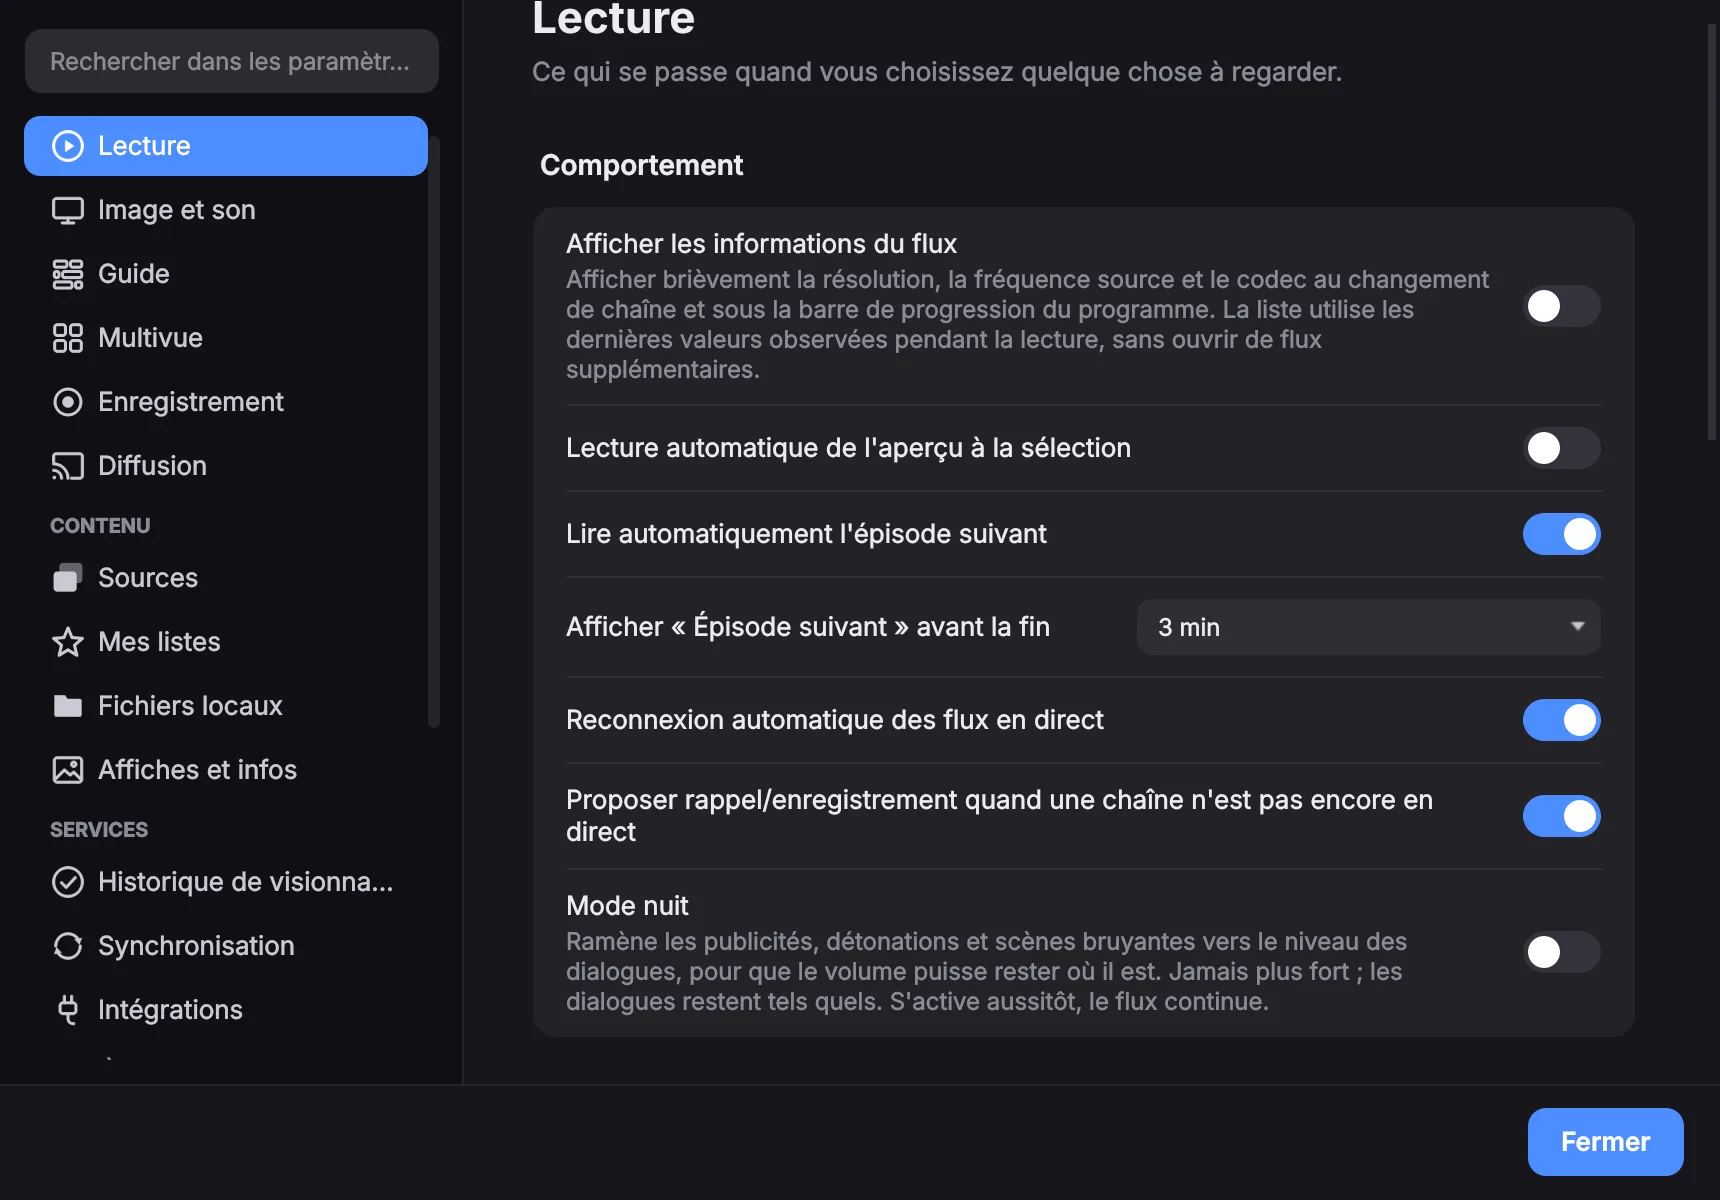 Rechercher dans les paramètr...
Lecture
Image et son
Guide
Multivue
Enregistrement
Diffusion
CONTENU
Sources
Mes listes
Fichiers locaux
Affiches et infos
SERVICES
Historique de visionna...
Synchronisation
Intégrations
Lecture
Ce qui se passe quand vous choisissez quelque chose à regarder.
Comportement
Afficher les informations du flux
Afficher brièvement la résolution, la fréquence source et le codec au changement
de chaîne et sous la barre de progression du programme. La liste utilise les
dernières valeurs observées pendant la lecture, sans ouvrir de flux
supplémentaires.
Lecture automatique de l'aperçu à la sélection
Lire automatiquement l'épisode suivant
Afficher « Épisode suivant » avant la fin
3 min
Reconnexion automatique des flux en direct
Proposer rappel/enregistrement quand une chaîne n'est pas encore en
direct
Mode nuit
Ramène les publicités, détonations et scènes bruyantes vers le niveau des
dialogues, pour que le volume puisse rester où il est. Jamais plus fort ; les
dialogues restent tels quels. S'active aussitôt, le flux continue.
Fermer